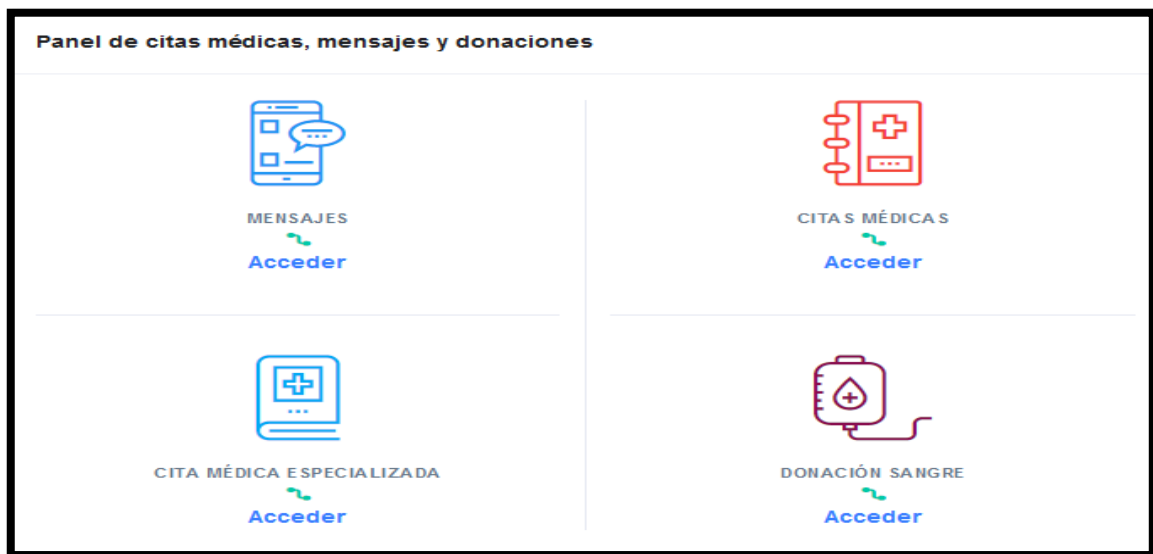 Panel de citas médicas, mensajes y donaciones
MENSAJES
Acceder
CITAS MÉDICAS
Acceder
CITA MÉDICA ESPECIALIZADA
Acceder
DONACIÓN SANGRE
Acceder